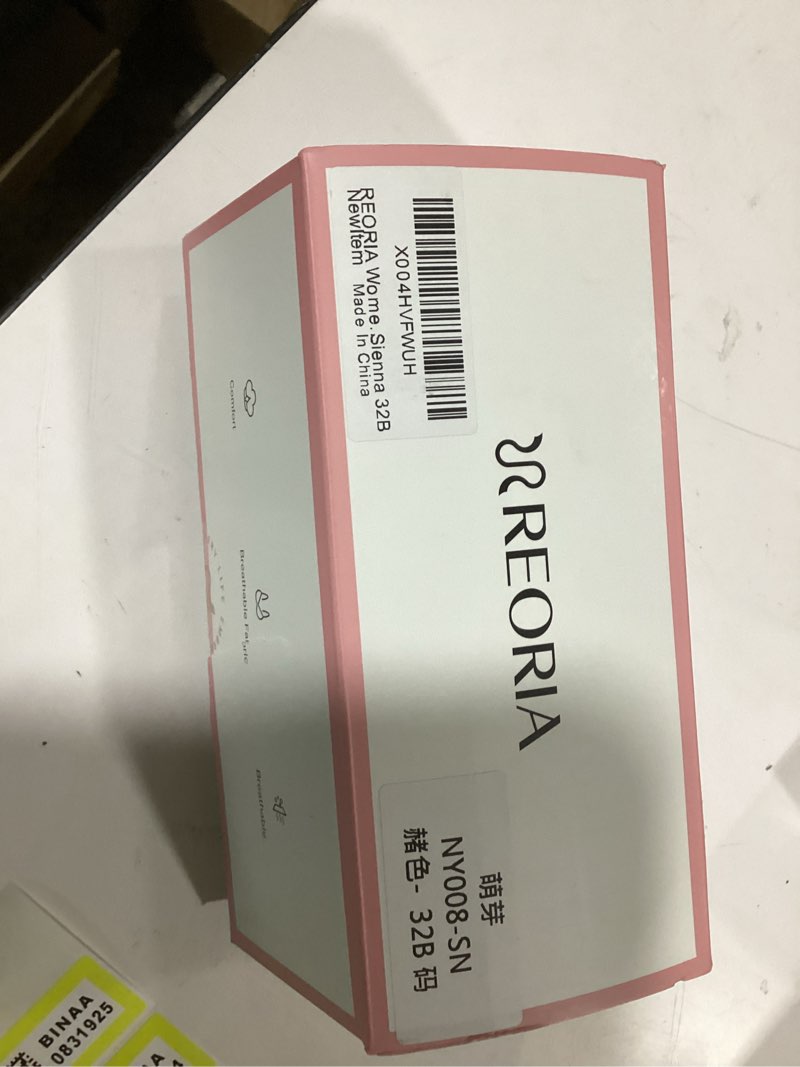 X004HVFWUH
REORIA Wome.Sienna 32B
NewItem Made In China
REORIA
萌芽
NY008-SN
赭色- 32B 码
Comfort
Breathable Fabric
Breathable
BINAA
0831925